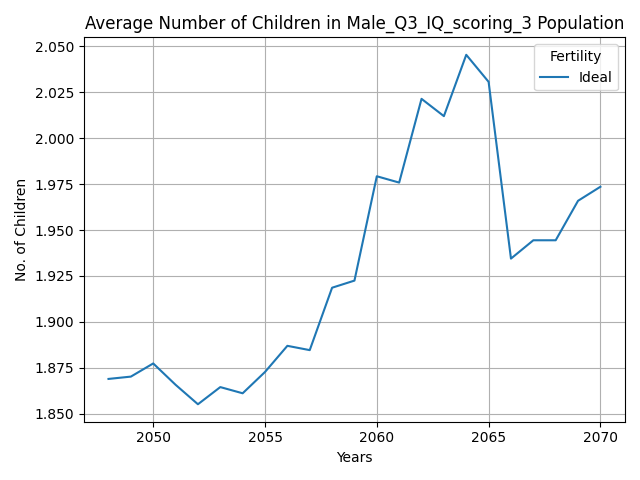 Average Number of Children in Male_Q3_IQ_scoring_3 Population
Fertility
Ideal
No. of Children
2.050
2.025
2.000
1.975
1.950
1.925
1.900
1.875
1.850
2050
2055
2060
2065
2070
Years